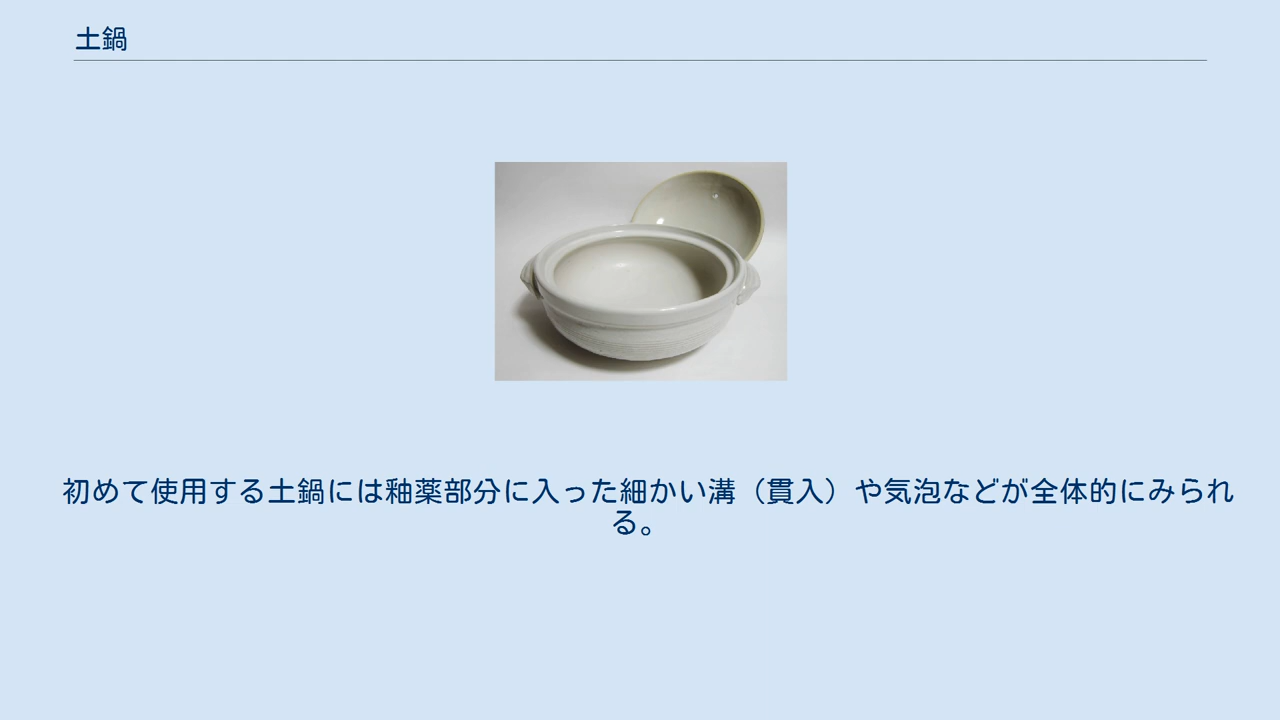 土鍋
初めて使用する土鍋には釉薬部分に入った細かい溝（貫入）や気泡などが全体的にみられ
る。